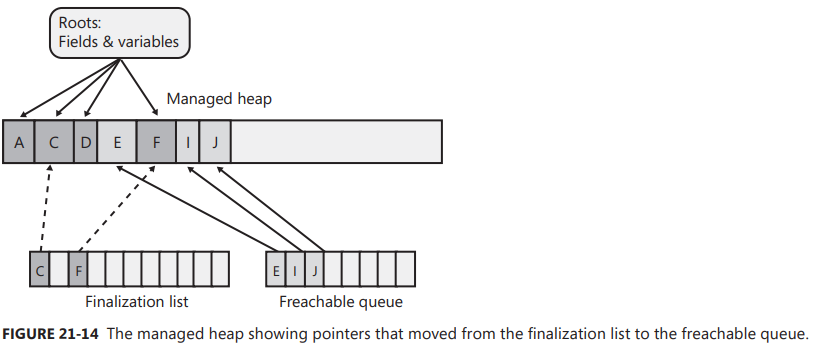 Roots:
Fields & variables
Managed heap
A C D E F I J
C F E I J
Finalization list Freachable queue
FIGURE 21-14 The managed heap showing pointers that moved from the finalization list to the freachable queue.